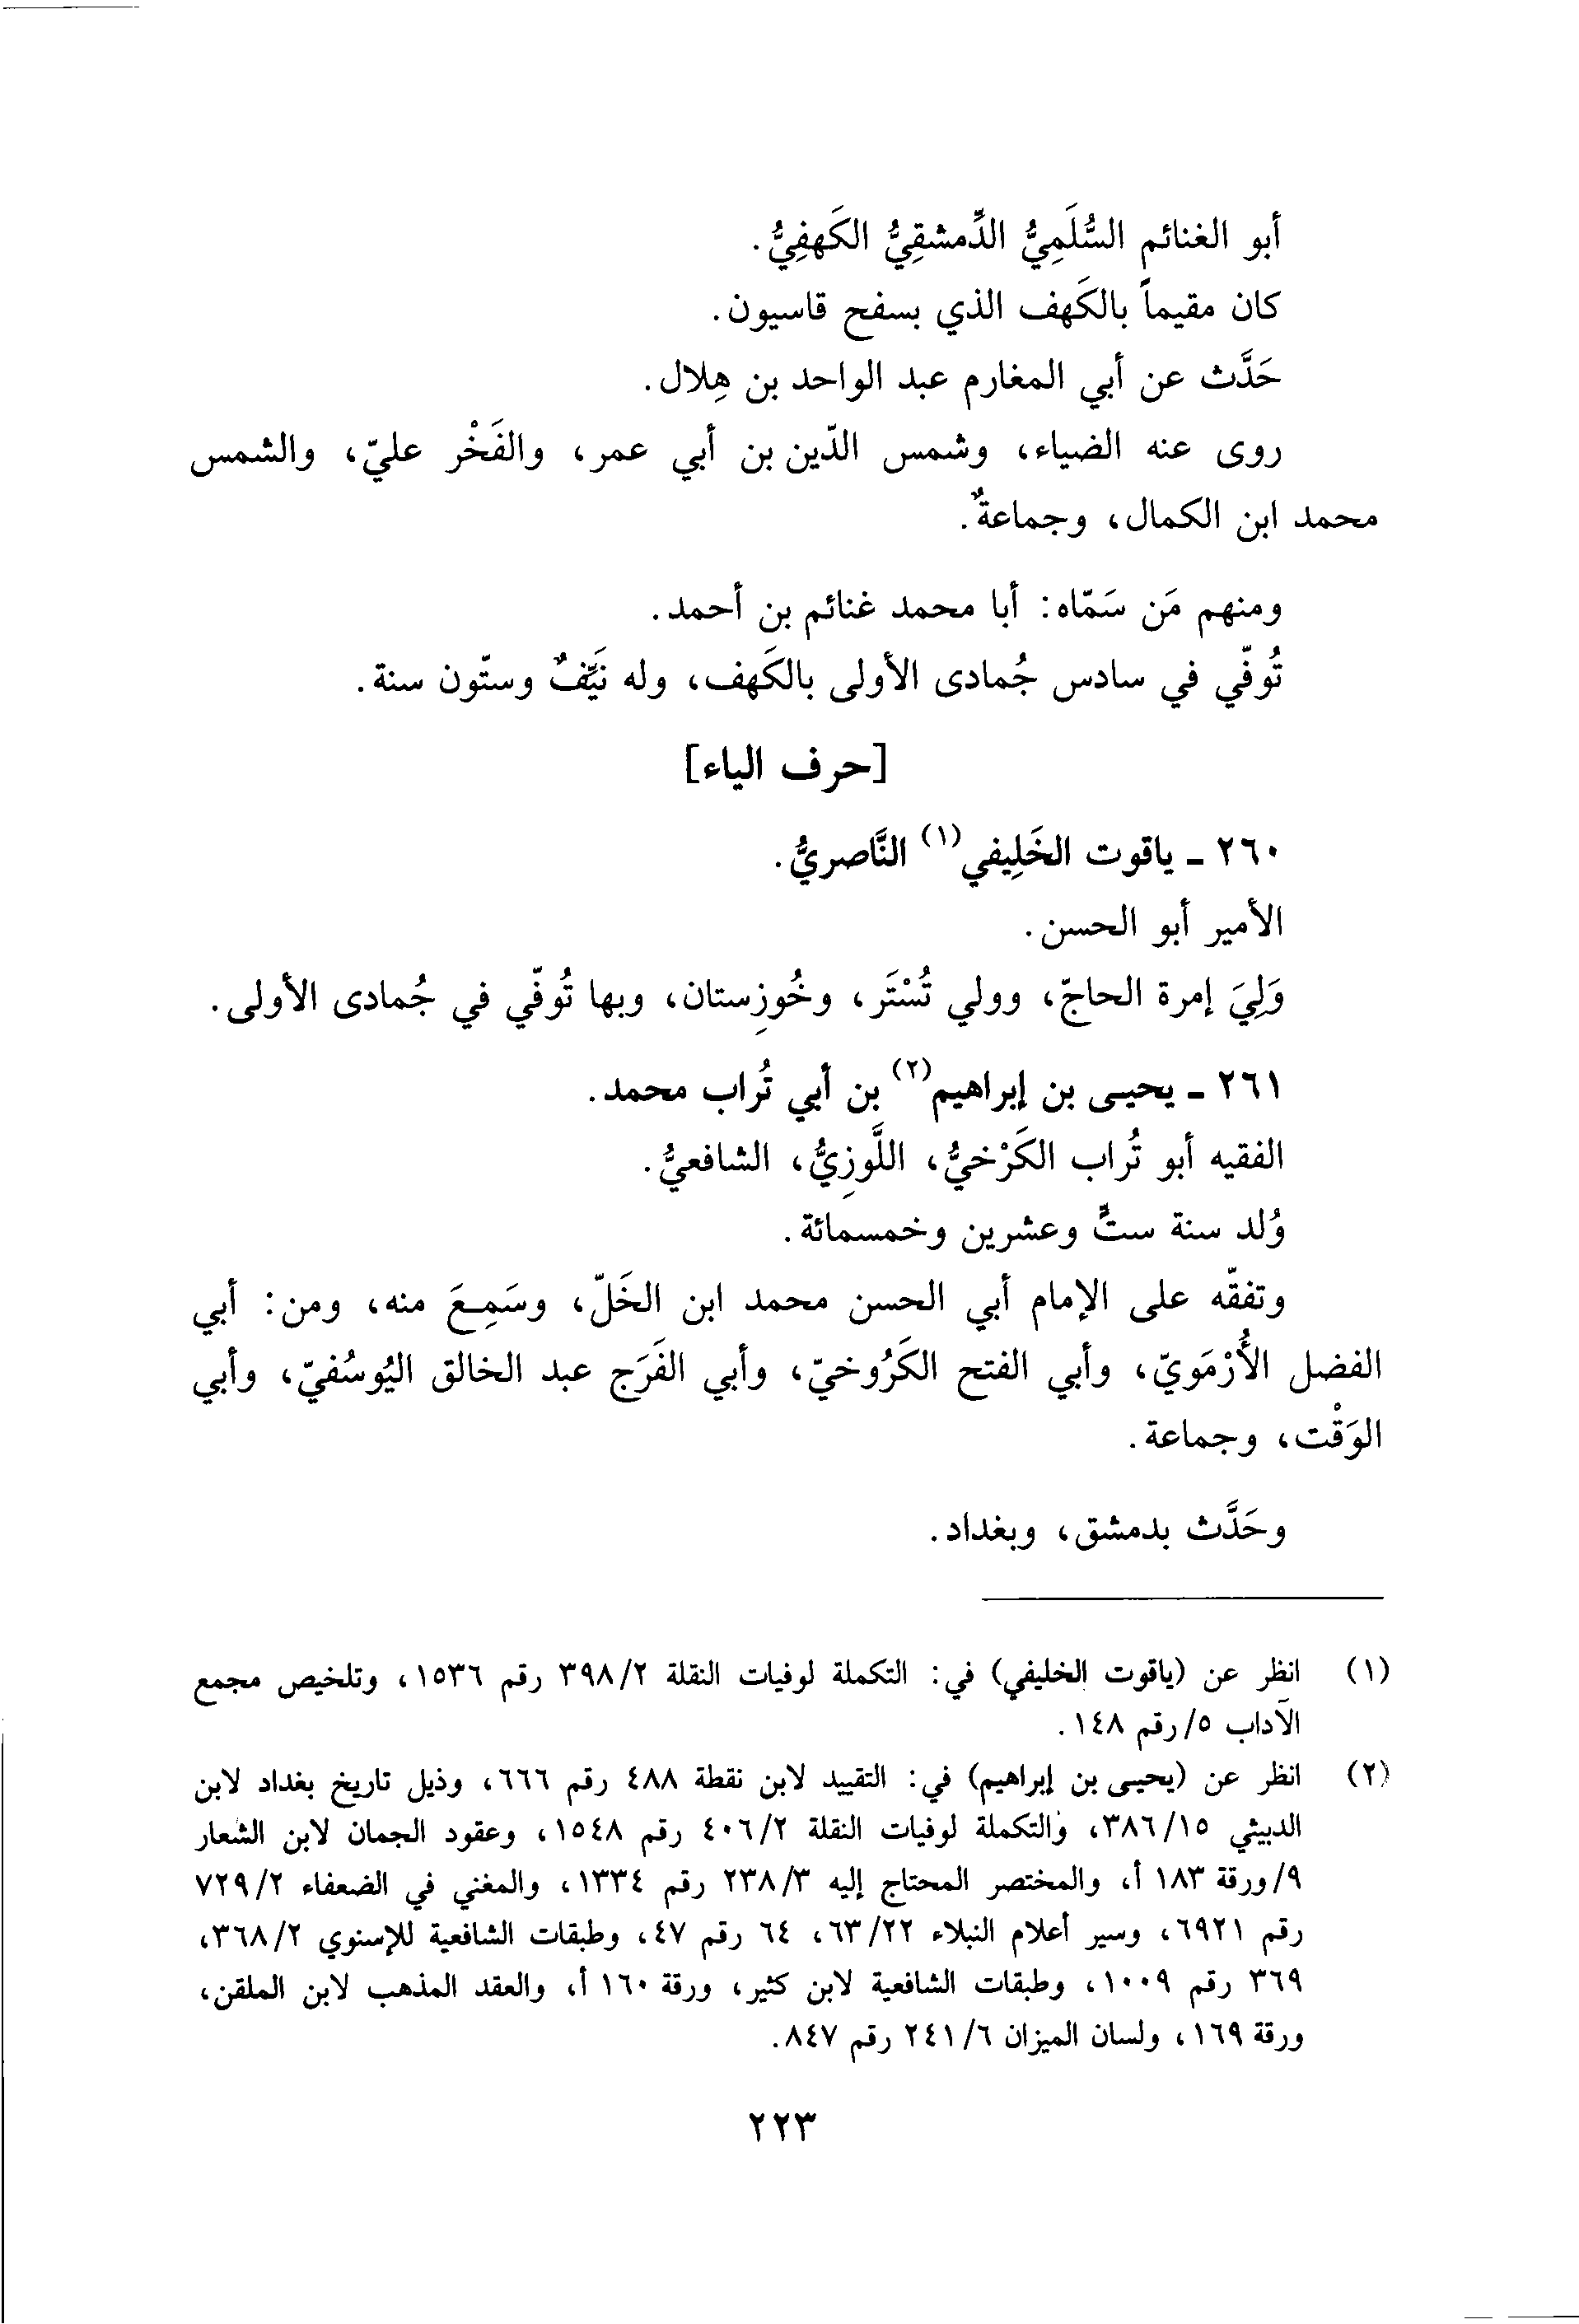 أبو الغنائم السُّلَمِيُّ الدِّمشقِيُّ الكَهفِيُّ.
كان مقيماً بالكَهف الذي بسفح قاسيون.
حَدَّث عن أبي المغارم عبد الواحد بن هِلال.
روى عنه الضياء، وشمس الدّين بن أبي عمر، والفَخْر عليّ، والشمس
محمد ابن الكمال، وجماعةٌ.
ومنهم مَن سَمّاه: أبا محمد غنائم بن أحمد.
تُوفّي في سادس جُمادى الأولى بالكَهف، وله نَيِّفٌ وستّون سنة.
[حرف الياء]
٢٦٠ ـ ياقوت الخَلِيفي(١) النَّاصريُّ.
الأمير أبو الحسن.
وَلِيَ إمرة الحاجّ، وولي تُسْتَر، وخُوزِستان، وبها تُوفّي في جُمادى الأولى.
٢٦١ ـ يحيى بن إبراهيم(٢) بن أبي تُراب محمد.
الفقيه أبو تُراب الكَرْخيُّ، اللَّوزِيُّ، الشافعيُّ.
وُلد سنة ستٍّ وعشرين وخمسمائة.
وتفقّه على الإمام أبي الحسن محمد ابن الخَلّ، وسَمِعَ منه، ومن: أبي
الفضل الأُرْمَويّ، وأبي الفتح الكَرُوخيّ، وأبي الفَرَج عبد الخالق اليُوسُفيّ، وأبي
الوَقْت، وجماعة.
وحَدَّث بدمشق، وبغداد.
(١) انظر عن (ياقوت الخليفي) في: التكملة لوفيات النقلة ٢/ ٣٩٨ رقم ١٥٣٦، وتلخيص مجمع
الآداب ٥/ رقم ١٤٨.
(٢) انظر عن (يحيى بن إبراهيم) في: التقييد لابن نقطة ٤٨٨ رقم ٦٦٦، وذيل تاريخ بغداد لابن
الدبيثي ١٥/ ٣٨٦، والتكملة لوفيات النقلة ٢/ ٤٠٦ رقم ١٥٤٨، وعقود الجمان لابن الشعار
٩/ ورقة ١٨٣ أ، والمختصر المحتاج إليه ٣/ ٢٣٨ رقم ١٣٣٤، والمغني في الضعفاء ٢/ ٧٢٩
رقم ٦٩٢١، وسير أعلام النبلاء ٢٢/ ٦٣، ٦٤ رقم ٤٧، وطبقات الشافعية للإسنوي ٢/ ٣٦٨،
٣٦٩ رقم ١٠٠٩، وطبقات الشافعية لابن كثير، ورقة ١٦٠ أ، والعقد المذهب لابن الملقن،
ورقة ١٦٩، ولسان الميزان ٦/ ٢٤١ رقم ٨٤٧.
٢٢٣